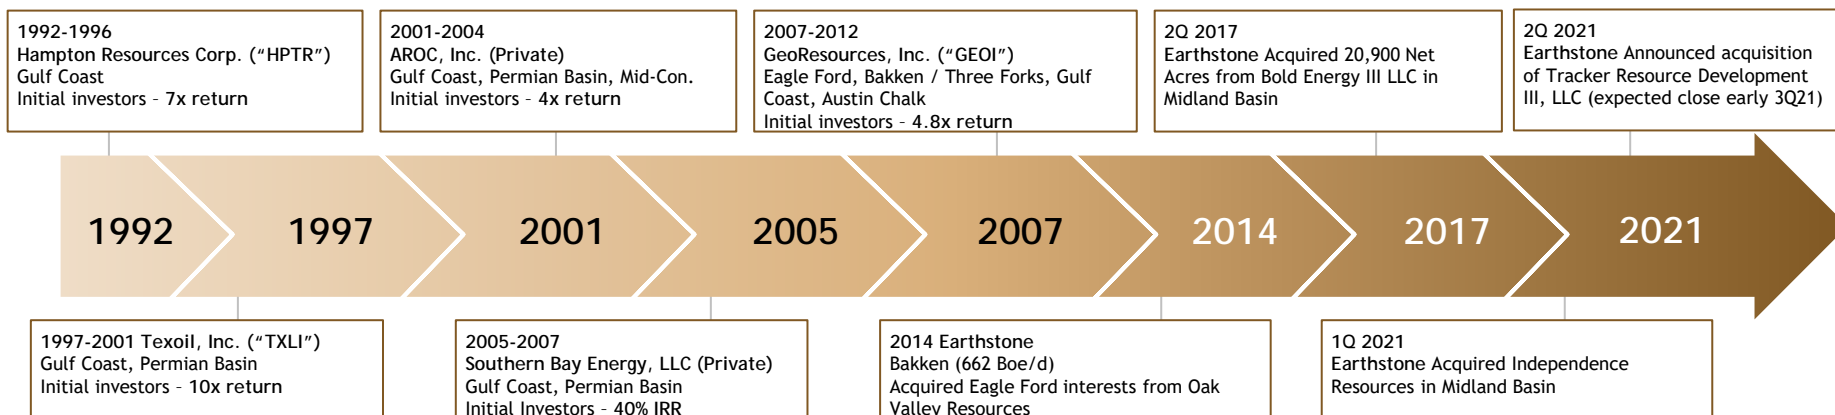 1992-1996
Hampton Resources Corp. (“HPTR”)
Gulf Coast
Initial investors – 7x return
2001-2004
AROC, Inc. (Private)
Gulf Coast, Permian Basin, Mid-Con.
Initial investors – 4x return
2007-2012
GeoResources, Inc. (“GEOI”)
Eagle Ford, Bakken / Three Forks, Gulf
Coast, Austin Chalk
Initial investors – 4.8x return
2Q 2017
Earthstone Acquired 20,900 Net
Acres from Bold Energy III LLC in
Midland Basin
2Q 2021
Earthstone Announced acquisition
of Tracker Resource Development
III, LLC (expected close early 3Q21)
1992
1997
2001
2005
2007
2014
2017
2021
1997-2001 Texoil, Inc. (“TXLI”)
Gulf Coast, Permian Basin
Initial investors – 10x return
2005-2007
Southern Bay Energy, LLC (Private)
Gulf Coast, Permian Basin
Initial Investors – 40% IRR
2014 Earthstone
Bakken (662 Boe/d)
Acquired Eagle Ford interests from Oak
Valley Resources
1Q 2021
Earthstone Acquired Independence
Resources in Midland Basin